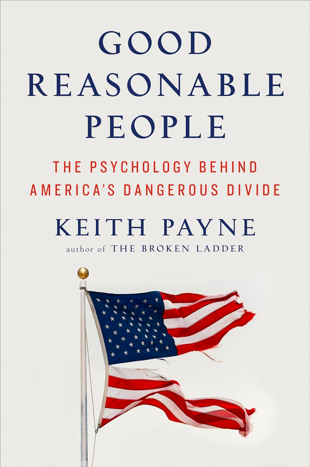 GOOD
REASONABLE
PEOPLE
THE PSYCHOLOGY BEHIND
AMERICA'S DANGEROUS DIVIDE
KEITH PAYNE
author of THE BROKEN LADDER